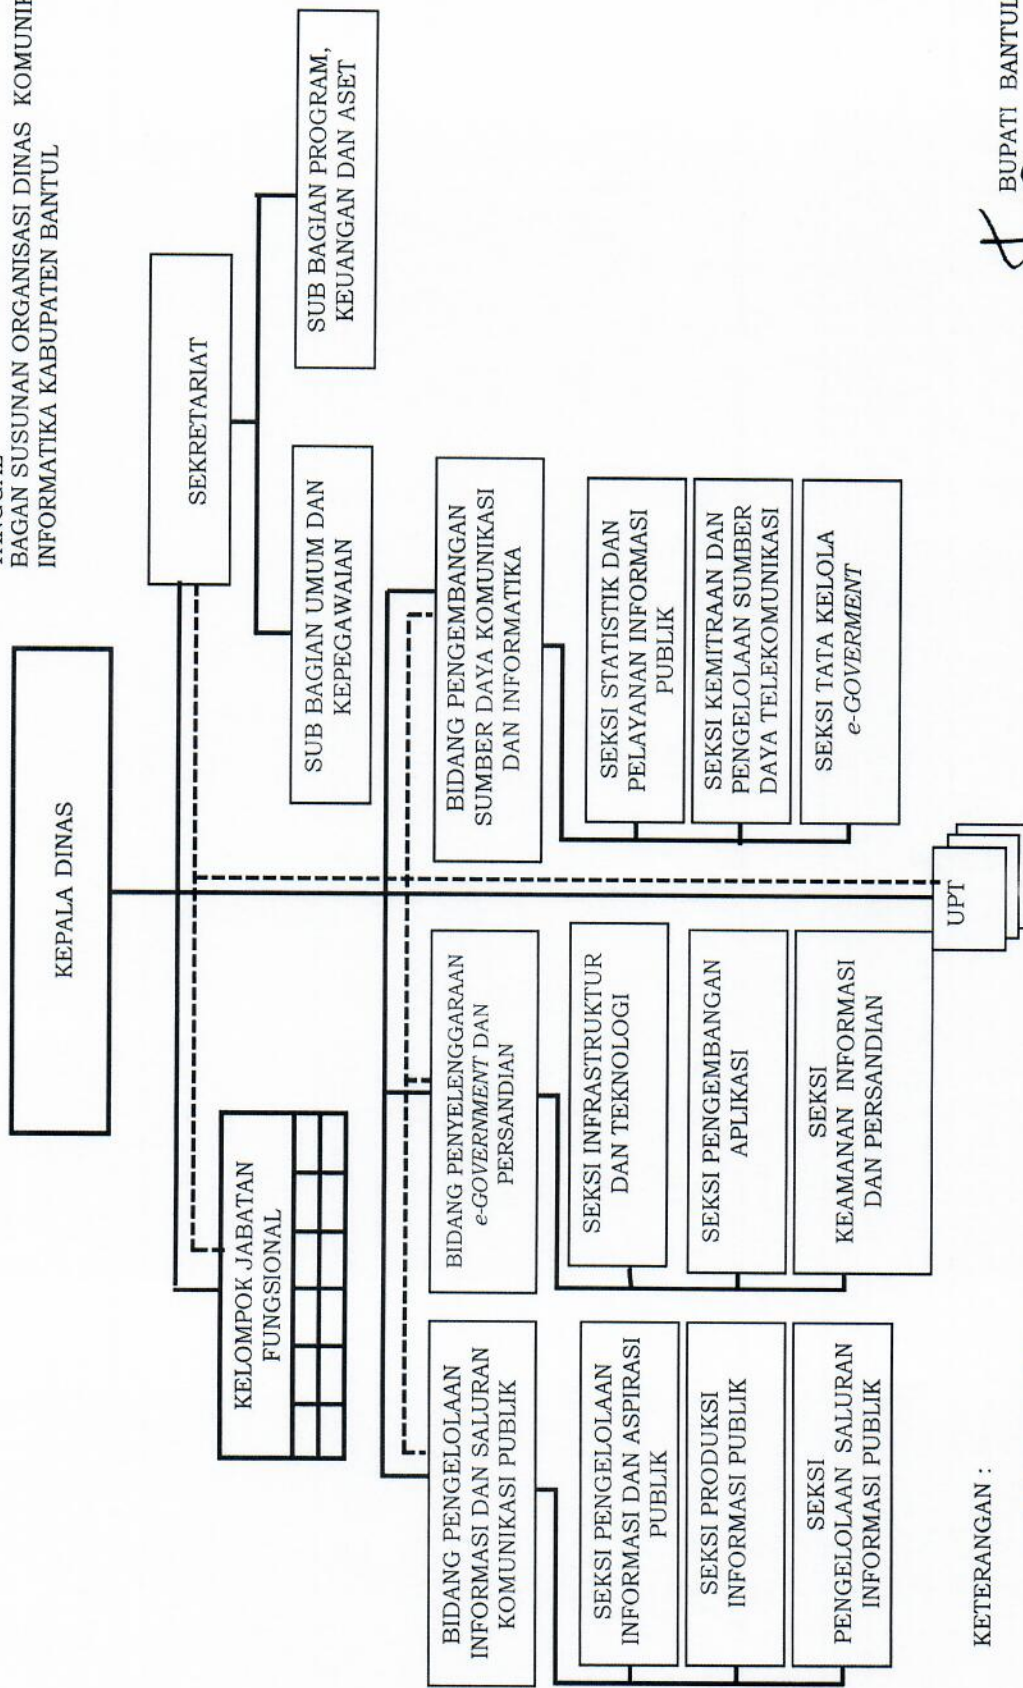 BAGAN SUSUNAN ORGANISASI DINAS
INFORMATIKA KABUPATEN BANTUL
KEPALA DINAS
SEKRETARIAT
KELOMPOK JABATAN
FUNGSIONAL
SUB BAGIAN UMUM DAN
KEPEGAWAIAN
SUB BAGIAN PROGRAM,
KEUANGAN DAN ASET
BIDANG PENGELOLAAN
INFORMASI DAN SALURAN
KOMUNIKASI PUBLIK
SEKSI PENGELOLAAN
INFORMASI DAN ASPIRASI
PUBLIK
SEKSI PRODUKSI
INFORMASI PUBLIK
SEKSI
PENGELOLAAN SALURAN
INFORMASI PUBLIK
BIDANG PENYELENGGARAAN
e-GOVERNMENT DAN
PERSANDIAN
SEKSI INFRASTRUKTUR
DAN TEKNOLOGI
SEKSI PENGEMBANGAN
APLIKASI
SEKSI
KEAMANAN INFORMASI
DAN PERSANDIAN
BIDANG PENGEMBANGAN
SUMBER DAYA KOMUNIKASI
DAN INFORMATIKA
SEKSI STATISTIK DAN
PELAYANAN INFORMASI
PUBLIK
SEKSI KEMITRAAN DAN
PENGELOLAAN SUMBER
DAYA TELEKOMUNIKASI
SEKSI TATA KELOLA
e-GOVERMENT
UPT
KETERANGAN :
BUPATI BANTUL